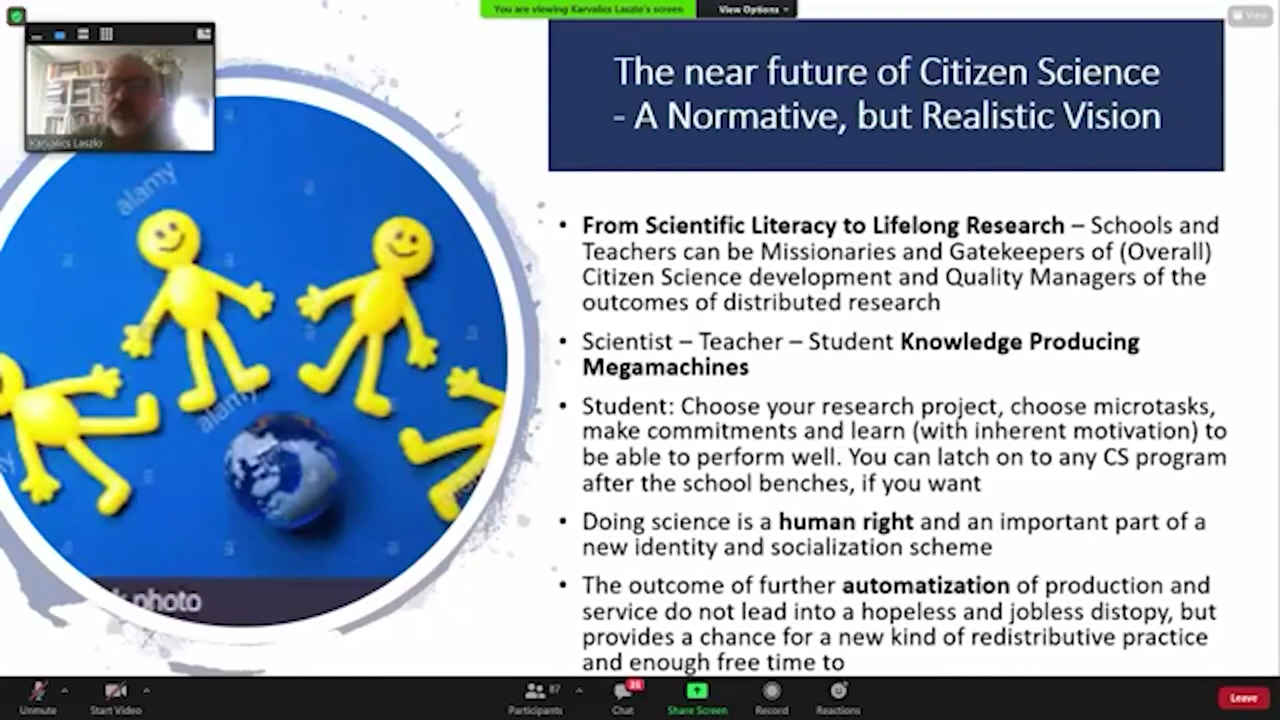 You are viewing Karvalics Laszlo's screen
View Options
View
Karvalics Laszlo
The near future of Citizen Science
- A Normative, but Realistic Vision
alamy
a
a
a
a
a
alamy
a
a
a
a
a
photo
• From Scientific Literacy to Lifelong Research – Schools and
Teachers can be Missionaries and Gatekeepers of (Overall)
Citizen Science development and Quality Managers of the
outcomes of distributed research
• Scientist – Teacher – Student Knowledge Producing
Megamachines
• Student: Choose your research project, choose microtasks,
make commitments and learn (with inherent motivation) to
be able to perform well. You can latch on to any CS program
after the school benches, if you want
• Doing science is a human right and an important part of a
new identity and socialization scheme
• The outcome of further automatization of production and
service do not lead into a hopeless and jobless distopy, but
provides a chance for a new kind of redistributive practice
and enough free time to
Unmute
Start Video
Participants
87
Chat
Share Screen
Record
Reactions
Leave